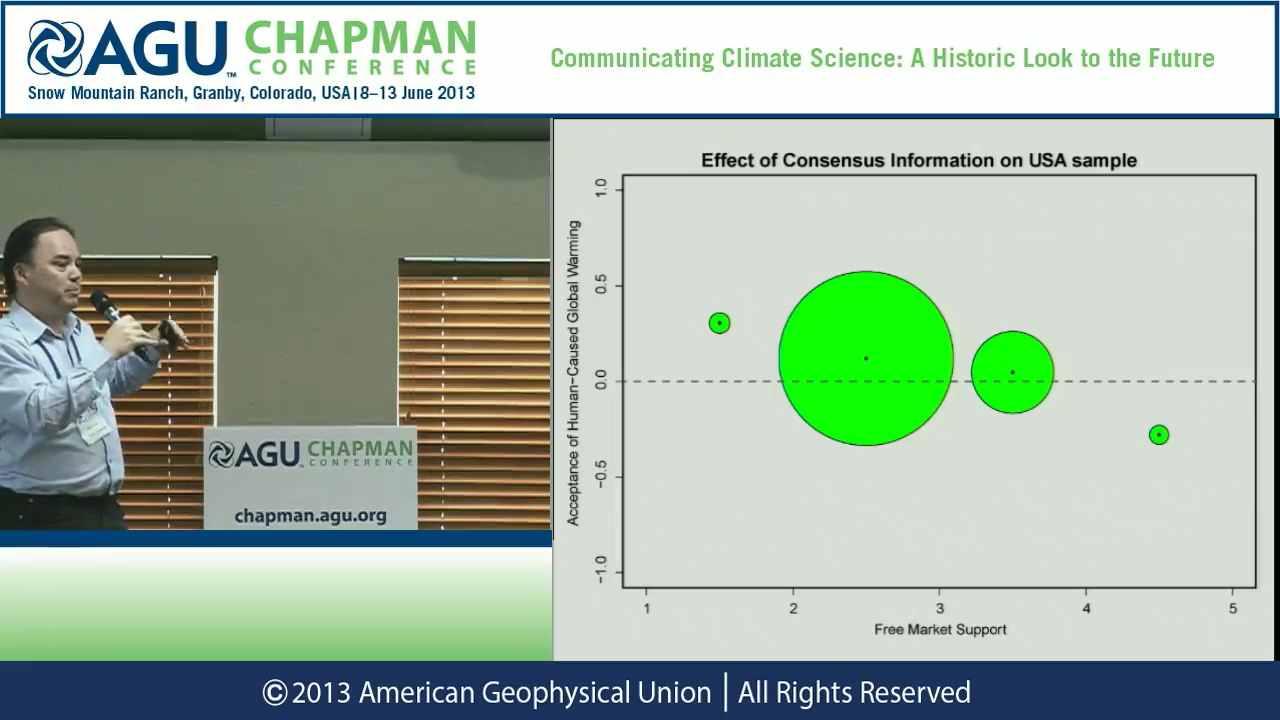 AGU™ CHAPMAN
CONFERENCE
Snow Mountain Ranch, Granby, Colorado, USA|8–13 June 2013
Communicating Climate Science: A Historic Look to the Future
AGU CHAPMAN
CONFERENCE
chapman.agu.org
Effect of Consensus Information on USA sample
Acceptance of Human−Caused Global Warming
1.0
0.5
0.0
−0.5
−1.0
1 2 3 4 5
Free Market Support
©2013 American Geophysical Union | All Rights Reserved